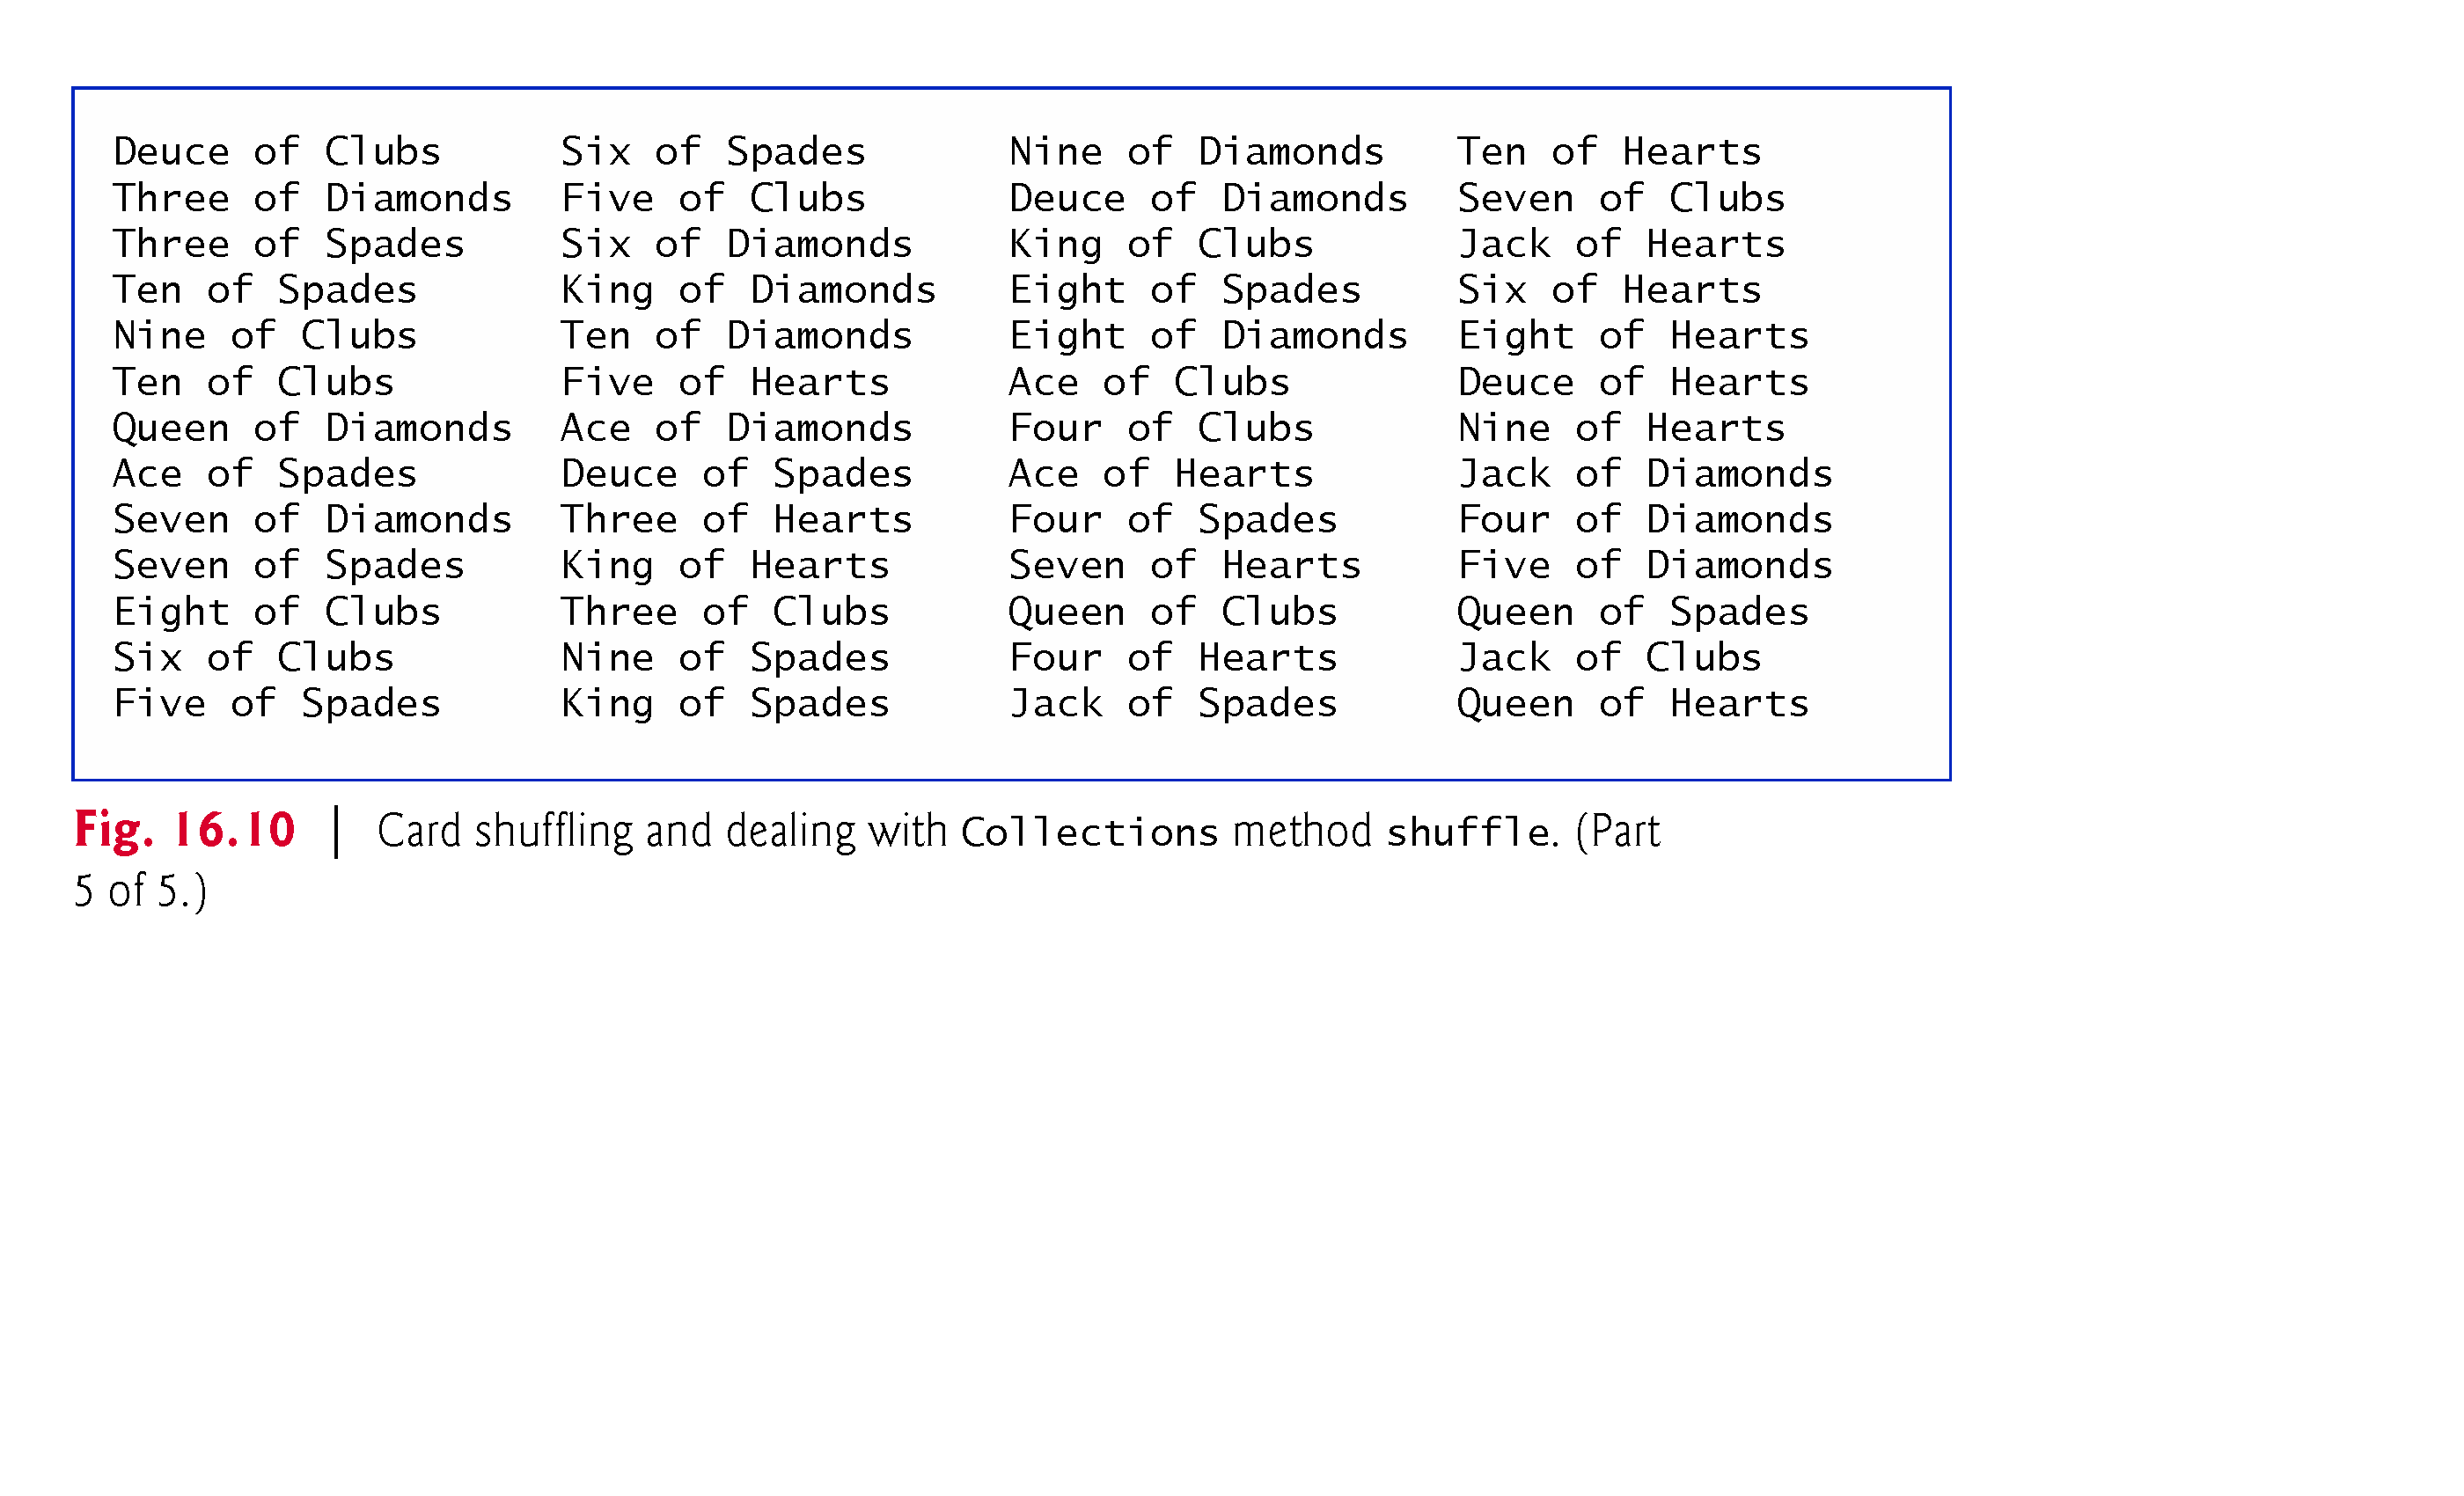 Deuce of Clubs Six of Spades Nine of Diamonds Ten of Hearts
Three of Diamonds Five of Clubs Deuce of Diamonds Seven of Clubs
Three of Spades Six of Diamonds King of Clubs Jack of Hearts
Ten of Spades King of Diamonds Eight of Spades Six of Hearts
Nine of Clubs Ten of Diamonds Eight of Diamonds Eight of Hearts
Ten of Clubs Five of Hearts Ace of Clubs Deuce of Hearts
Queen of Diamonds Ace of Diamonds Four of Clubs Nine of Hearts
Ace of Spades Deuce of Spades Ace of Hearts Jack of Diamonds
Seven of Diamonds Three of Hearts Four of Spades Four of Diamonds
Seven of Spades King of Hearts Seven of Hearts Five of Diamonds
Eight of Clubs Three of Clubs Queen of Clubs Queen of Spades
Six of Clubs Nine of Spades Four of Hearts Jack of Clubs
Five of Spades King of Spades Jack of Spades Queen of Hearts
Fig. 16.10 | Card shuffling and dealing with Collections method shuffle. (Part
5 of 5.)